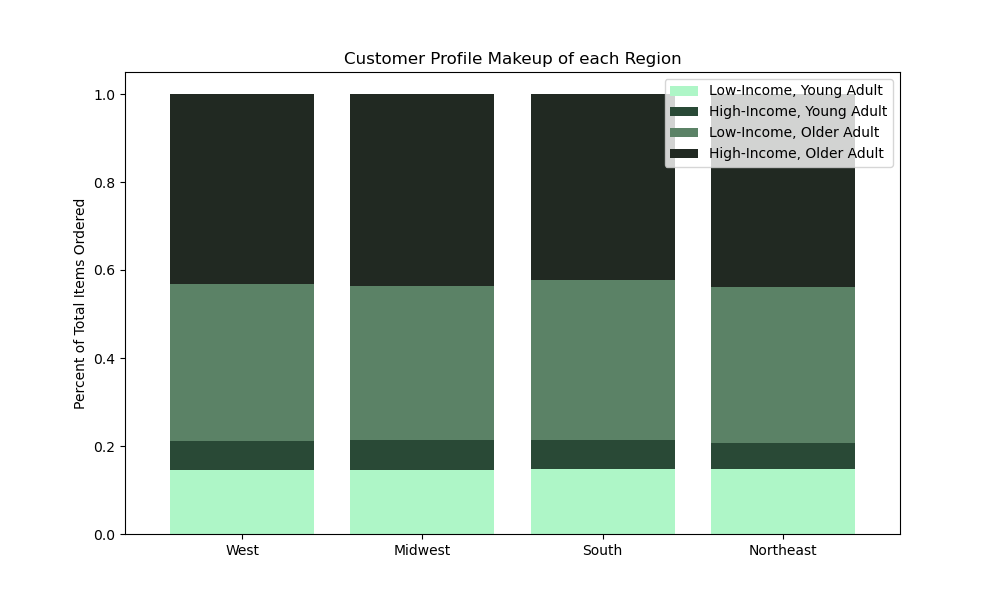 Customer Profile Makeup of each Region
Low-Income, Young Adult
High-Income, Young Adult
Low-Income, Older Adult
High-Income, Older Adult
Percent of Total Items Ordered
1.0
0.8
0.6
0.4
0.2
0.0
West Midwest South Northeast